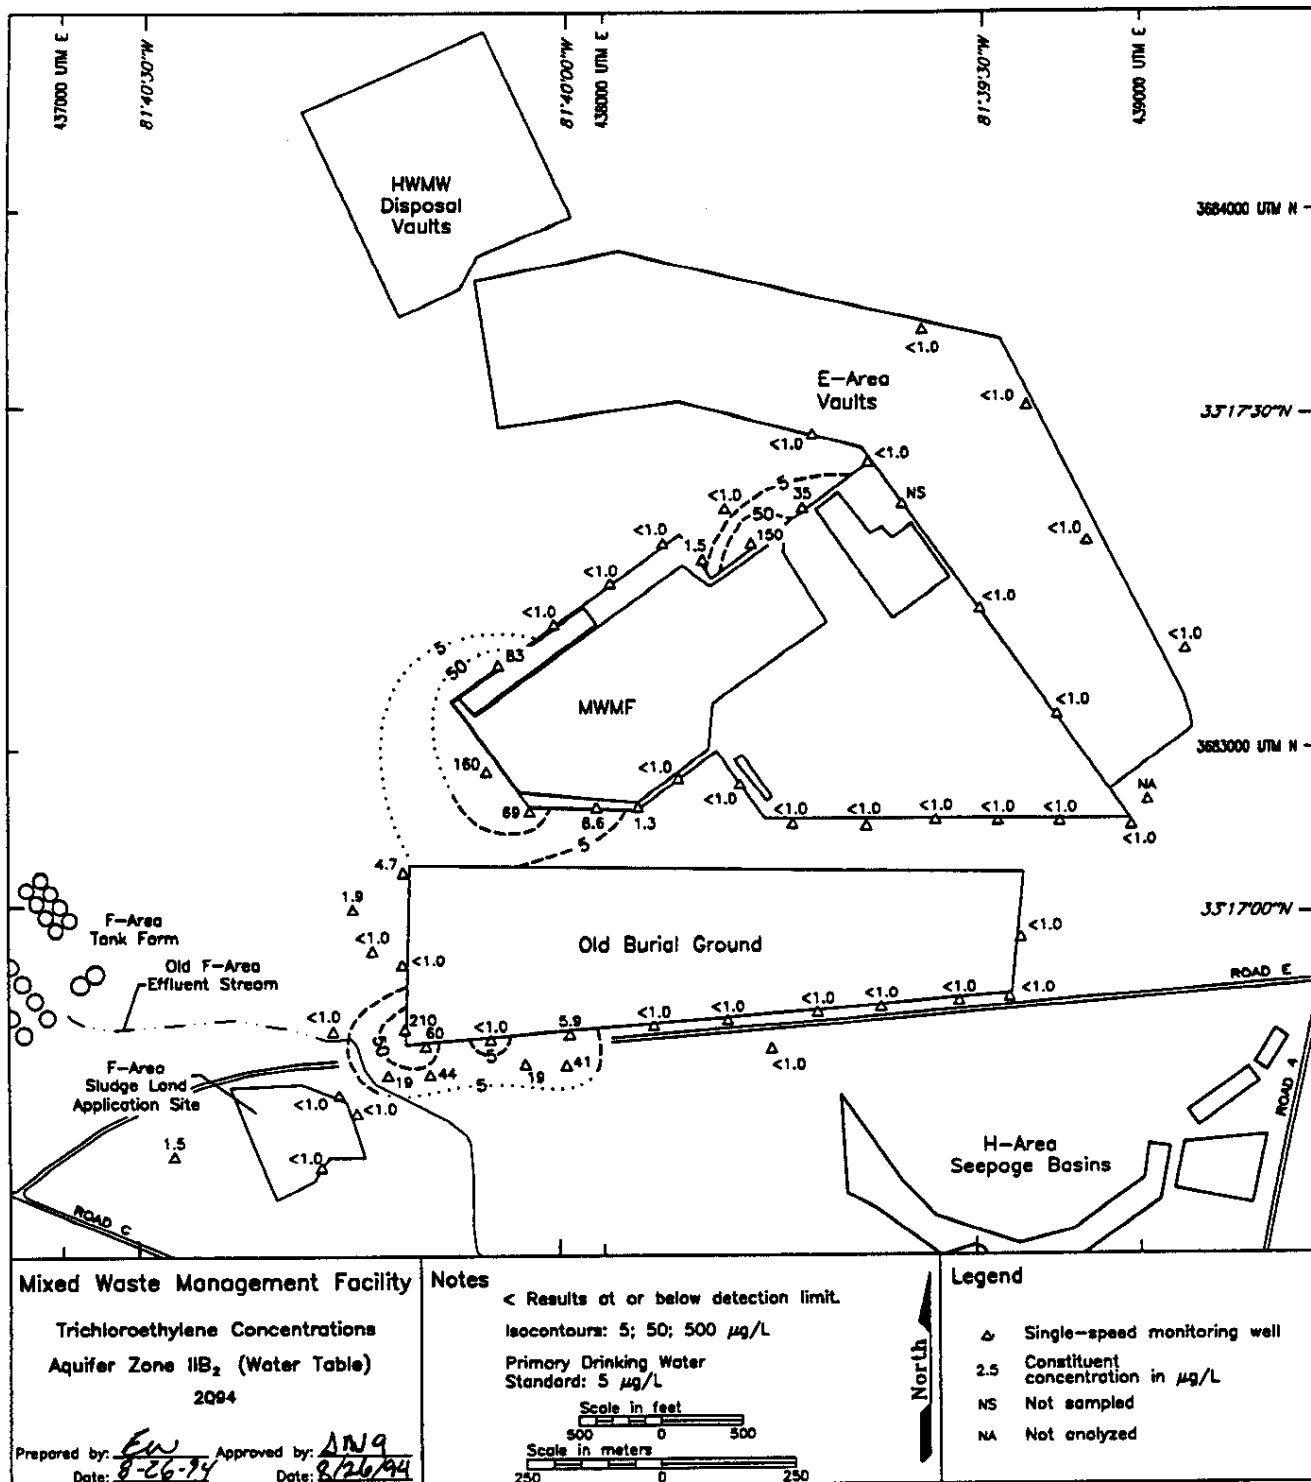 437000 UTM E
81°40'30"W
81°40'00"W
438000 UTM E
81°39'30"W
439000 UTM E
HWMW
Disposal
Vaults
3684000 UTM N
<1.0
E-Area
Vaults
<1.0
33°17'30"N
<1.0
<1.0
5
<1.0
35
NS
50
<1.0
1.5
150
<1.0
<1.0
<1.0
<1.0
<1.0
5
50
83
MWMF
<1.0
3683000 UTM N
160
<1.0
<1.0
NA
69
8.6
1.3
<1.0
<1.0
<1.0
<1.0
<1.0
<1.0
5
4.7
1.9
F-Area
Tank Farm
33°17'00"N
<1.0
Old Burial Ground
<1.0
<1.0
Old F-Area
Effluent Stream
ROAD E
<1.0
210
60
<1.0
5.9
<1.0
<1.0
<1.0
<1.0
<1.0
<1.0
50
5
<1.0
F-Area
Sludge Land
Application Site
19
44
5
19
41
<1.0
<1.0
ROAD A
1.5
<1.0
H-Area
Seepage Basins
ROAD C
Mixed Waste Management Facility
Trichloroethylene Concentrations
Aquifer Zone IIB₂ (Water Table)
2Q94
Prepared by: EW Approved by:
Date: 8-26-94 Date: 8/26/94
Notes
< Results at or below detection limit.
Isocontours: 5; 50; 500 µg/L
Primary Drinking Water
Standard: 5 µg/L
Scale in feet
500 0 500
Scale in meters
250 0 250
North
Legend
Single-speed monitoring well
2.5 Constituent
concentration in µg/L
NS Not sampled
NA Not analyzed